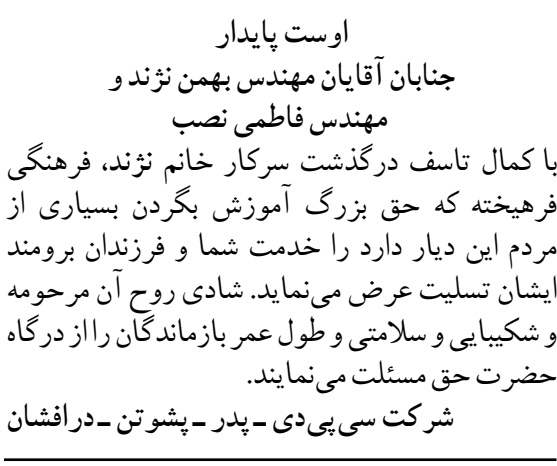 اوست پایدار
جنابان آقایان مهندس بهمن نژند و
مهندس فاطمی نصب
با کمال تاسف درگذشت سرکار خانم نژند، فرهنگی
فرهیخته که حق بزرگ آموزش بگردن بسیاری از
مردم این دیار دارد را خدمت شما و فرزندان برومند
ایشان تسلیت عرض می‌نماید. شادی روح آن مرحومه
و شکیبایی و سلامتی و طول عمر بازماندگان را از درگاه
حضرت حق مسئلت می‌نمایند.
شرکت سی‌پی‌دی ـ پدر ـ پشوتن ـ درافشان